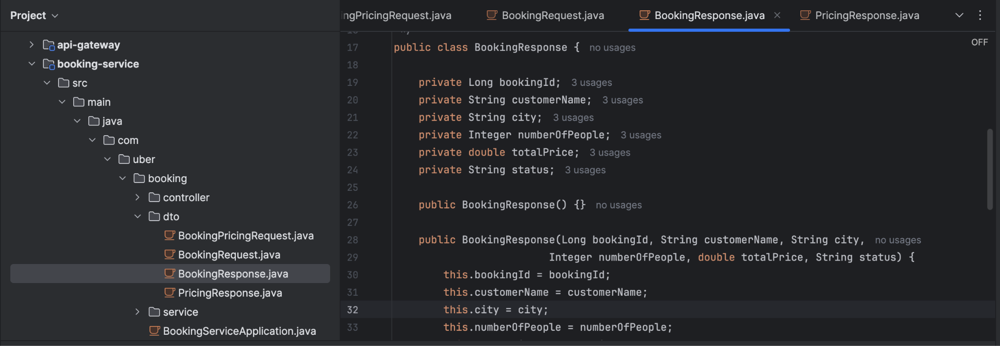 Project
api-gateway
booking-service
src
main
java
com
uber
booking
controller
dto
BookingPricingRequest.java
BookingRequest.java
BookingResponse.java
PricingResponse.java
service
BookingServiceApplication.java
ingPricingRequest.java BookingRequest.java BookingResponse.java PricingResponse.java
OFF
17 public class BookingResponse { no usages
18
19 private Long bookingId; 3 usages
20 private String customerName; 3 usages
21 private String city; 3 usages
22 private Integer numberOfPeople; 3 usages
23 private double totalPrice; 3 usages
24 private String status; 3 usages
25
26 public BookingResponse() {} no usages
27
28 public BookingResponse(Long bookingId, String customerName, String city, no usages
29 Integer numberOfPeople, double totalPrice, String status) {
30 this.bookingId = bookingId;
31 this.customerName = customerName;
32 this.city = city;
33 this.numberOfPeople = numberOfPeople;